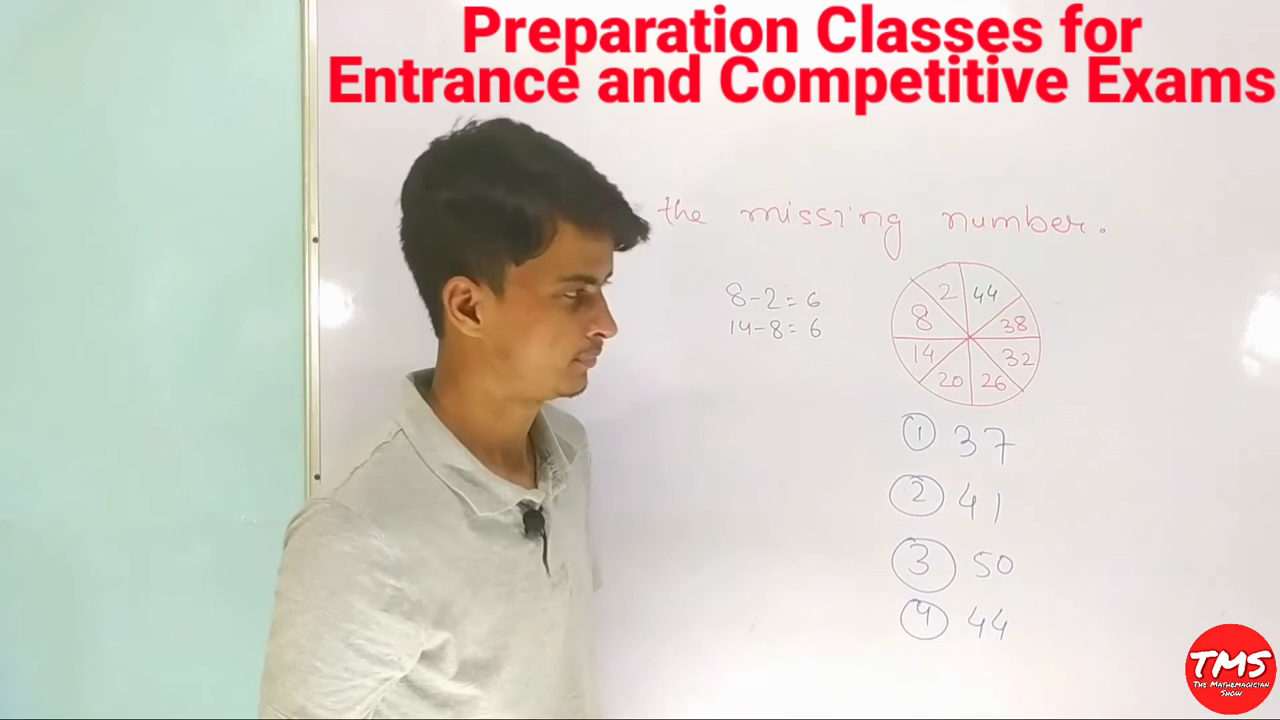 Preparation Classes for
Entrance and Competitive Exams
the missing number.
8-2=6
14-8=6
2 44
8 38
14 32
20 26
1 37
2 41
3 50
4 44
TMS
THE MATHEMAGICIAN
SHOW